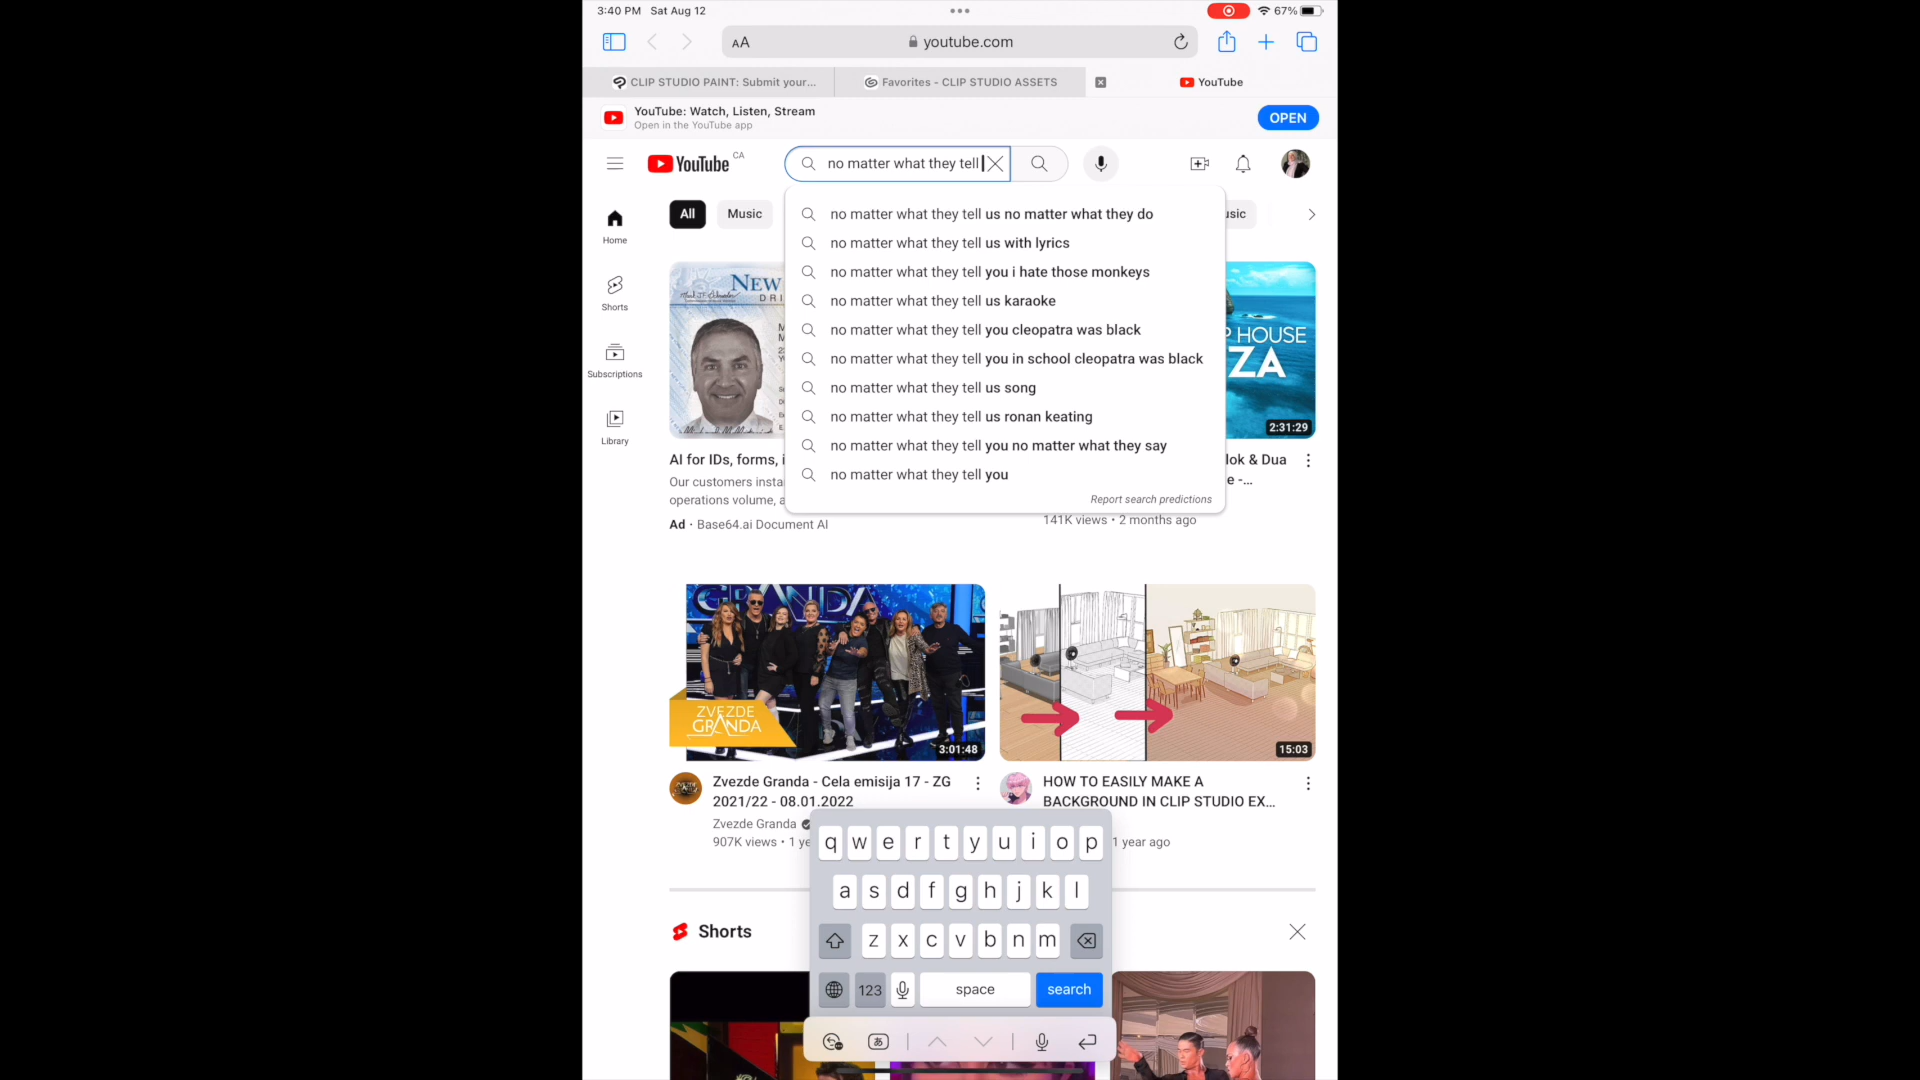 3:40 PM Sat Aug 12
67%
AA
youtube.com
CLIP STUDIO PAINT: Submit your...
Favorites - CLIP STUDIO ASSETS
YouTube
YouTube: Watch, Listen, Stream
Open in the YouTube app
OPEN
YouTube CA
no matter what they tell
no matter what they tell us no matter what they do
no matter what they tell us with lyrics
no matter what they tell you i hate those monkeys
no matter what they tell us karaoke
no matter what they tell you cleopatra was black
no matter what they tell you in school cleopatra was black
no matter what they tell us song
no matter what they tell us ronan keating
no matter what they tell you no matter what they say
no matter what they tell you
Report search predictions
All
Music
Home
Shorts
Subscriptions
Library
NEW
DRI
P HOUSE
ZA
2:31:29
AI for IDs, forms, i
Our customers insta
operations volume, a
Ad · Base64.ai Document AI
lok & Dua
e -...
141K views • 2 months ago
GRANDA
ZVEZDE
GRANDA
3:01:48
15:03
Zvezde Granda - Cela emisija 17 - ZG
2021/22 - 08.01.2022
Zvezde Granda
907K views • 1 ye
HOW TO EASILY MAKE A
BACKGROUND IN CLIP STUDIO EX...
1 year ago
Shorts
q w e r t y u i o p
a s d f g h j k l
z x c v b n m
123
space
search
あ